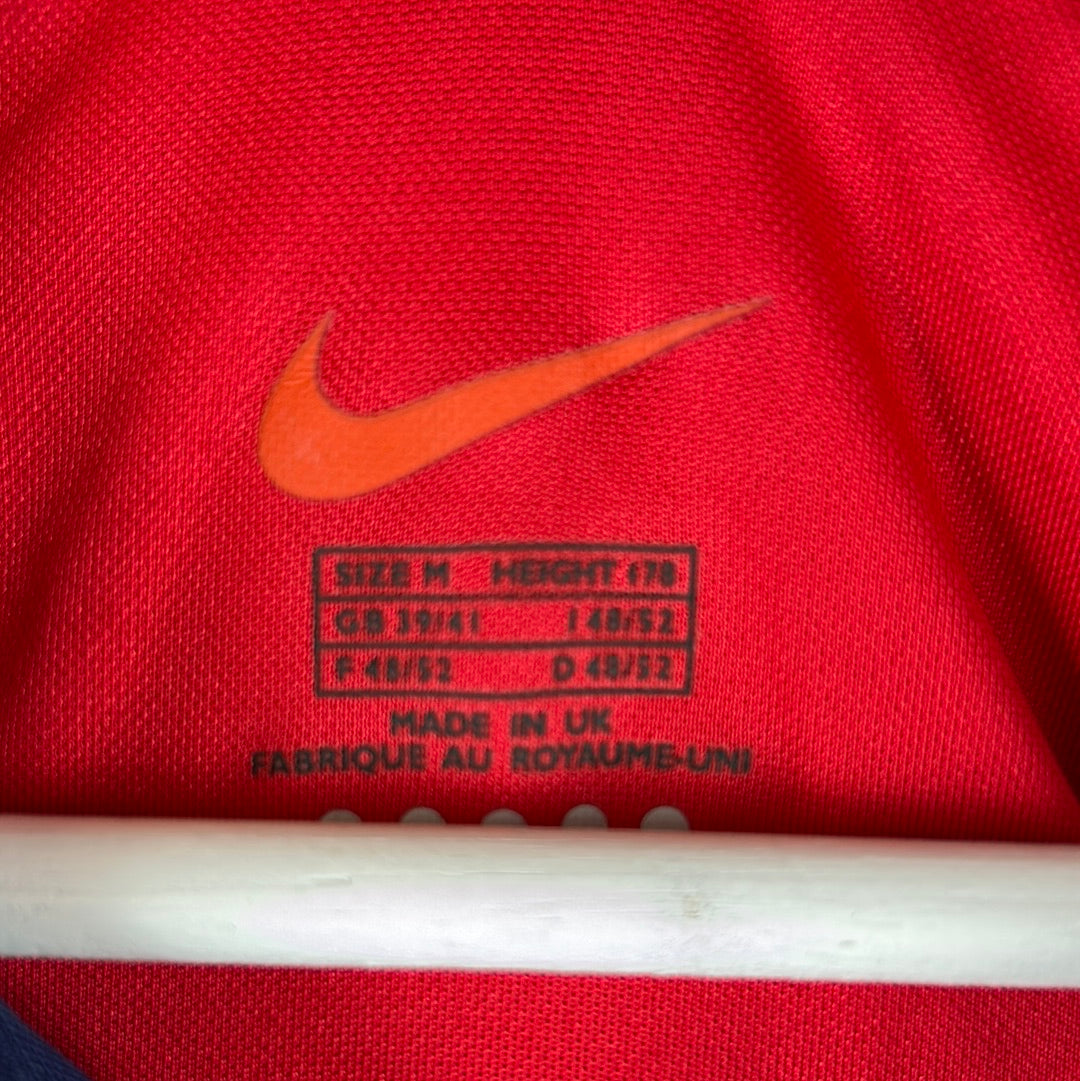 SIZE M HEIGHT 178
GB 39/41 I 48/52
F 48/52 D 48/52
MADE IN UK
FABRIQUE AU ROYAUME-UNI